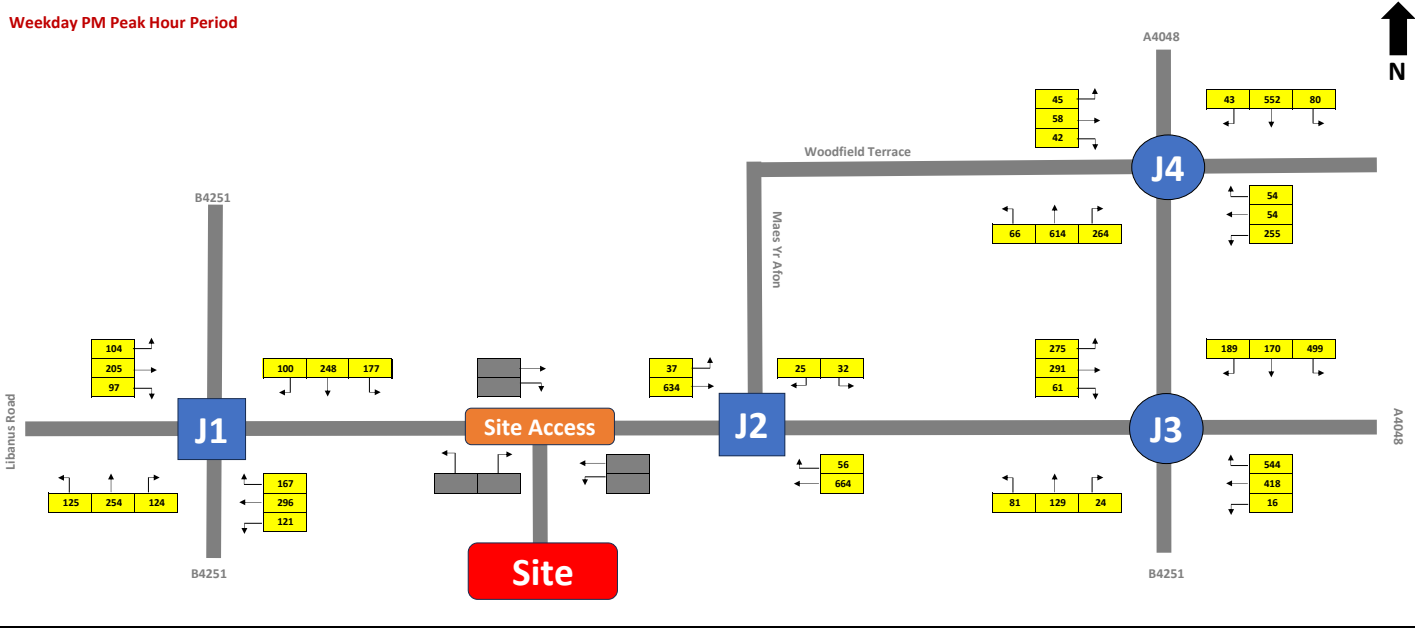 Weekday PM Peak Hour Period
A4048
N
45
58
42
43 552 80
Woodfield Terrace
J4
B4251
54
54
255
66 614 264
Maes Yr Afon
104
205
97
100 248 177
37
634
25 32
275
291
61
189 170 499
Libanus Road
J1
Site Access
J2
J3
A4048
125 254 124
167
296
121
56
664
81 129 24
544
418
16
B4251
Site
B4251